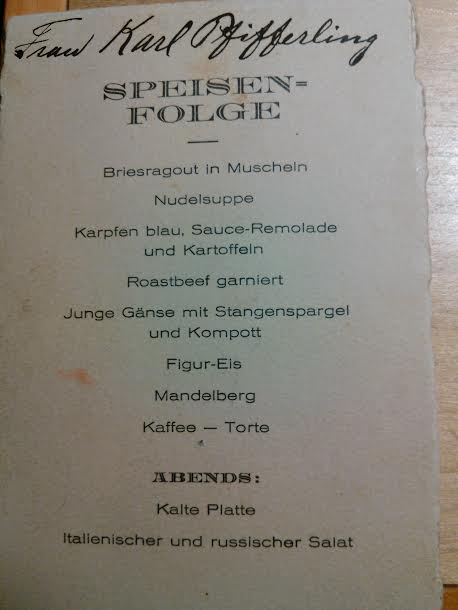 Frau Karl Pfifferling
SPEISEN=
FOLGE
Briesragout in Muscheln
Nudelsuppe
Karpfen blau, Sauce-Remolade
und Kartoffeln
Roastbeef garniert
Junge Gänse mit Stangenspargel
und Kompott
Figur-Eis
Mandelberg
Kaffee — Torte
ABENDS:
Kalte Platte
Italienischer und russischer Salat